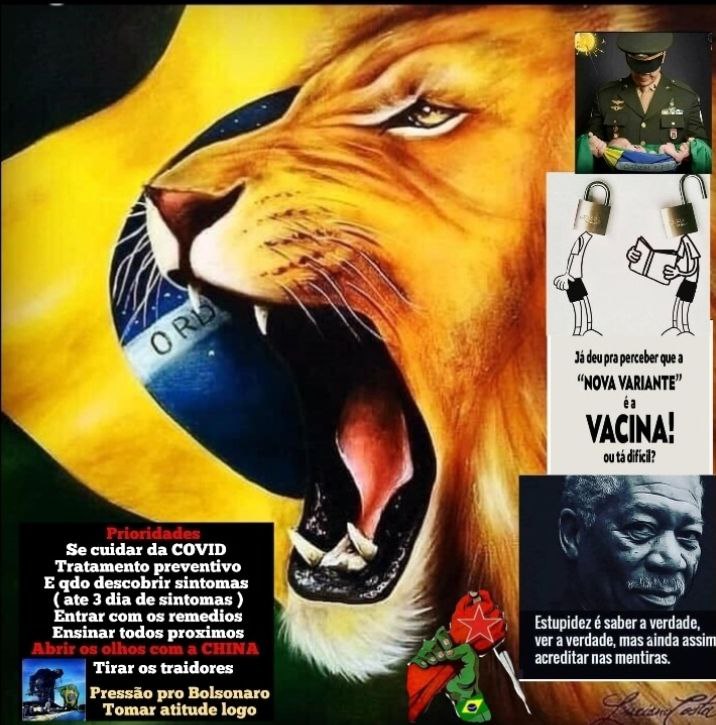 ORD
Já deu pra perceber que a
“NOVA VARIANTE”
é a
VACINA!
ou tá difícil?
Estupidez é saber a verdade,
ver a verdade, mas ainda assim
acreditar nas mentiras.
Prioridades
Se cuidar da COVID
Tratamento preventivo
E qdo descobrir sintomas
( ate 3 dia de sintomas )
Entrar com os remedios
Ensinar todos proximos
Abrir os olhos com a CHINA
Tirar os traidores
Pressão pro Bolsonaro
Tomar atitude logo